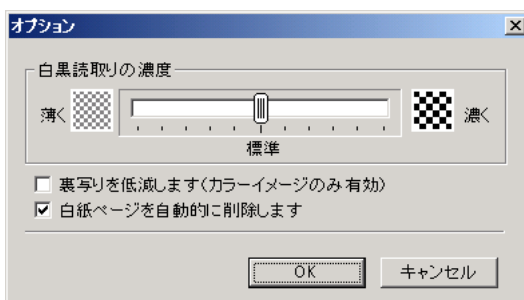 オプション
白黒読取りの濃度
薄く
濃く
標準
裏写りを低減します(カラーイメージのみ有効)
白紙ページを自動的に削除します
OK
キャンセル